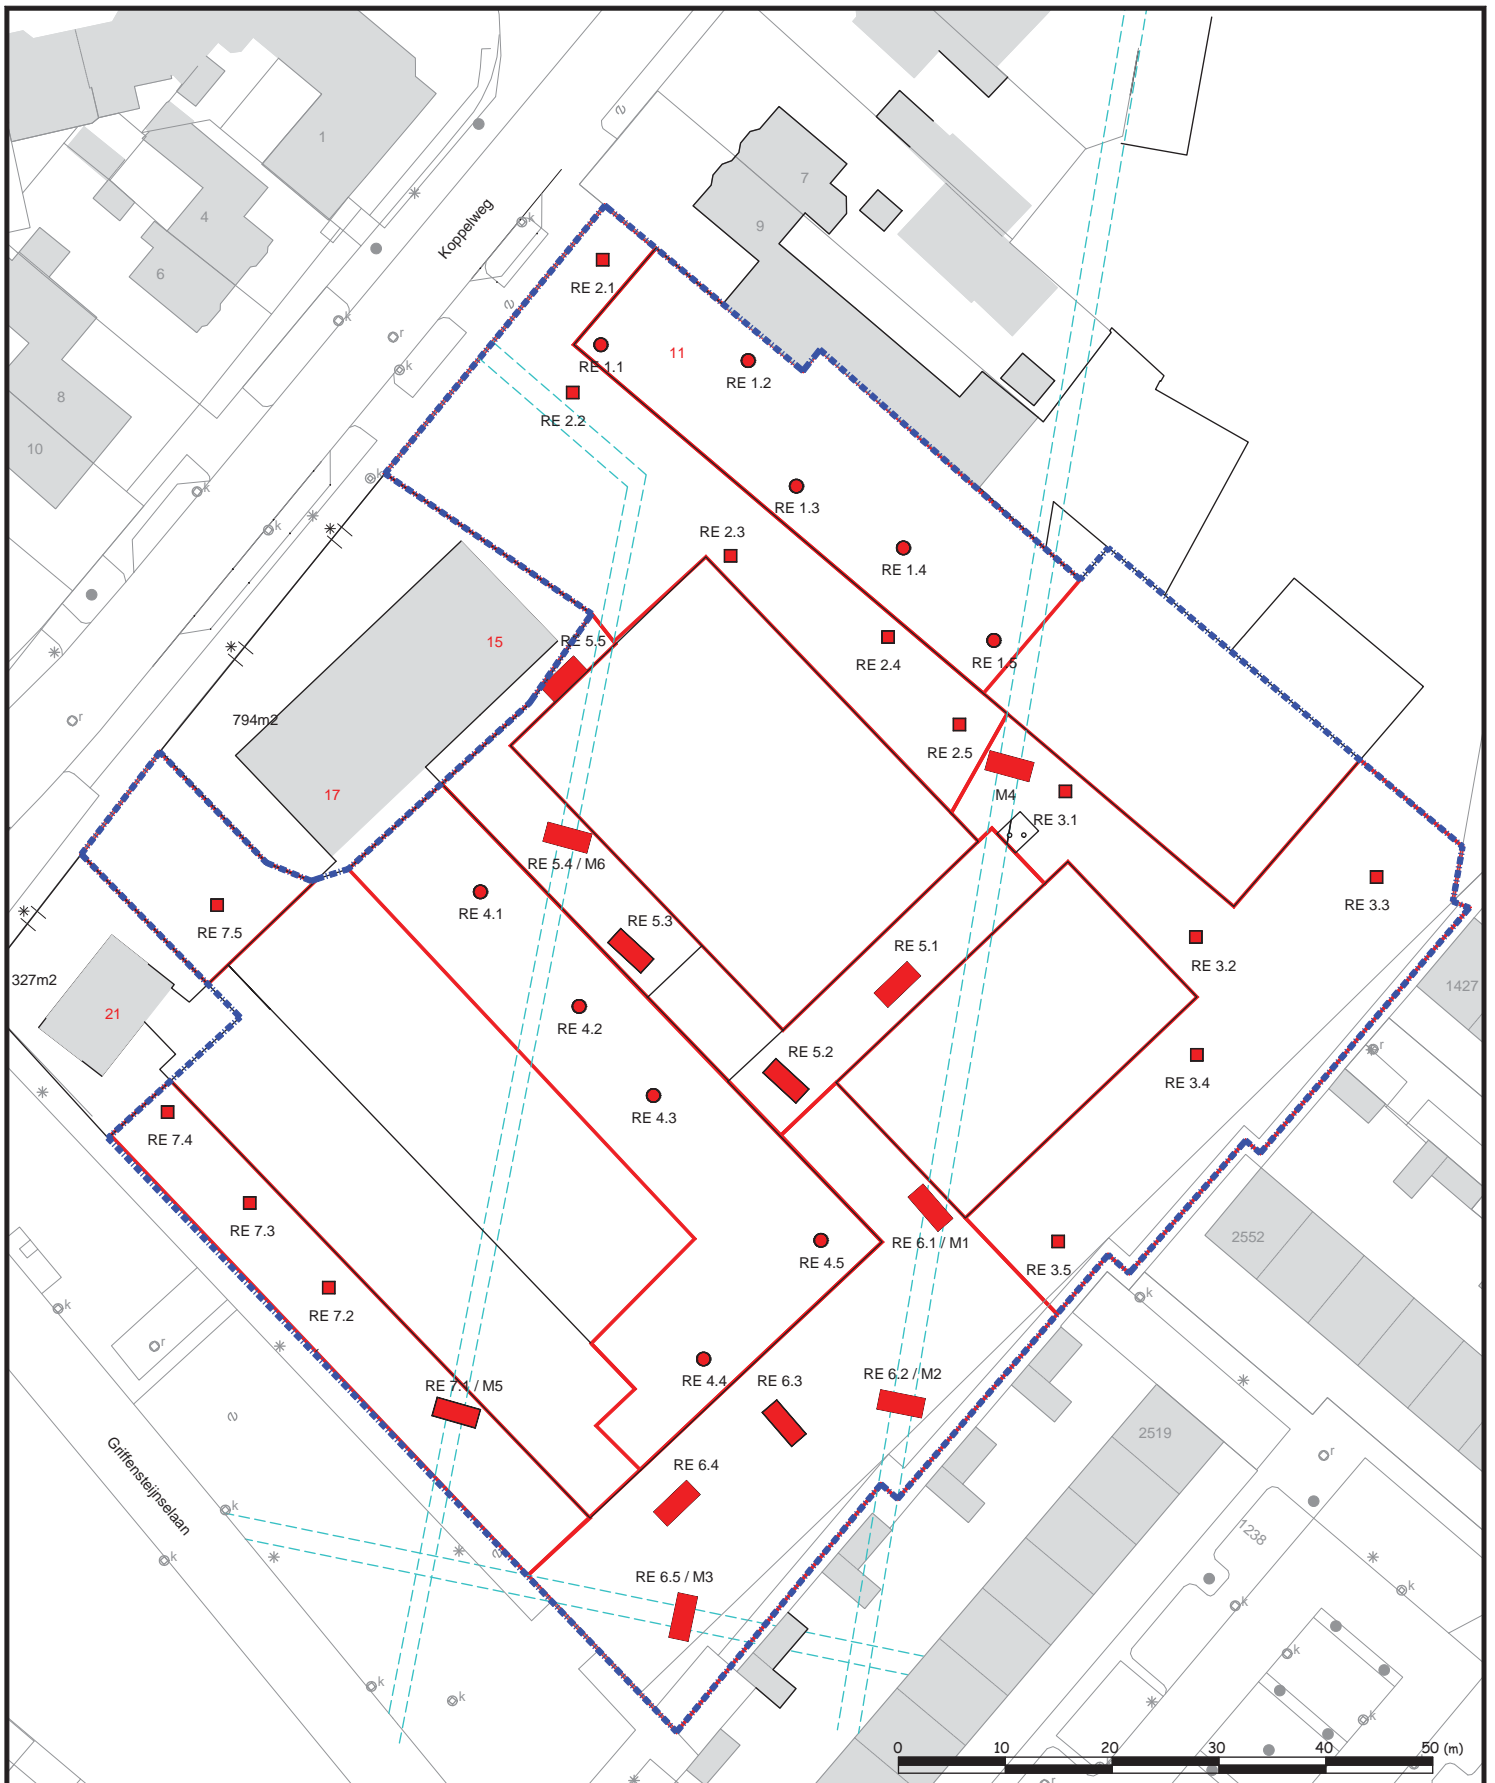 1
k
7
4
Koppelweg
k
9
6
RE 2.1
k
r
RE 1.1
11
k
RE 1.2
8
RE 2.2
10
k
k
RE 1.3
k
RE 2.3
RE 1.4
RE 5.5
15
RE 2.4
RE 1.5
r
794m2
RE 2.5
17
M4
RE 3.1
RE 5.4 / M6
RE 3.3
RE 4.1
RE 5.3
RE 7.5
RE 5.1
RE 3.2
327m2
1427
21
RE 4.2
r
RE 5.2
RE 3.4
RE 4.3
RE 7.4
RE 7.3
RE 6.1 / M1
2552
RE 4.5
RE 3.5
k
RE 7.2
k
r
RE 4.4
RE 6.3
RE 6.2 / M2
RE 7.1 / M5
2519
r
Griffensteijnselaan
RE 6.4
k
1238
k
RE 6.5 / M3
k
k
k
k
k
k
0 10 20 30 40 50 (m)
k
k
r